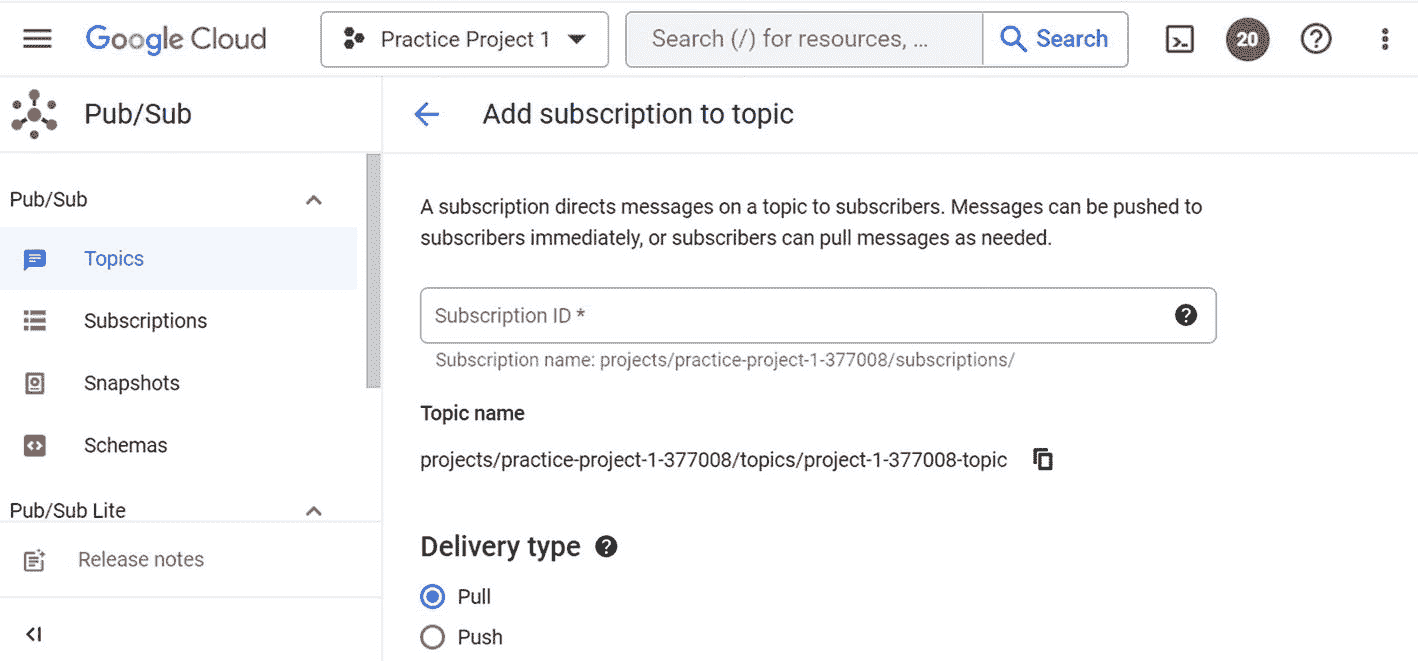 Google Cloud
Practice Project 1
Search (/) for resources, ...
Search
20
Pub/Sub
Add subscription to topic
Pub/Sub
Topics
Subscriptions
Snapshots
Schemas
Pub/Sub Lite
Release notes
A subscription directs messages on a topic to subscribers. Messages can be pushed to
subscribers immediately, or subscribers can pull messages as needed.
Subscription ID *
Subscription name: projects/practice-project-1-377008/subscriptions/
Topic name
projects/practice-project-1-377008/topics/project-1-377008-topic
Delivery type
Pull
Push